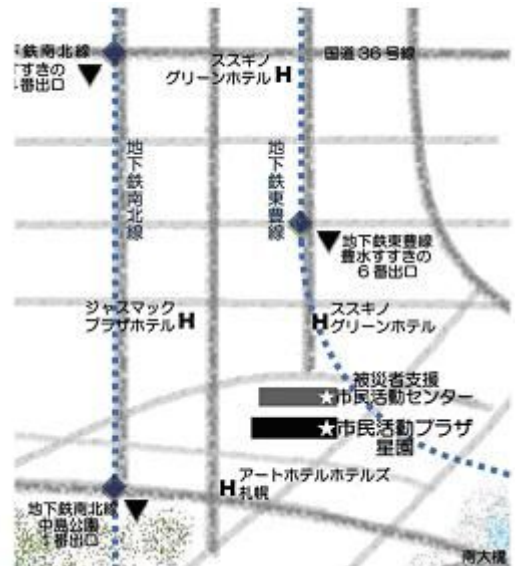 下鉄南北線
すすきの
番出口
ススキノ
グリーンホテル H
国道36号線
地下鉄南北線
地下鉄東豊線
地下鉄東豊線
豊水すすきの
6番出口
ジャスマック
プラザホテル H
ススキノ
H グリーンホテル
被災者支援
市民活動センター
市民活動プラザ
星園
アートホテルホテルズ
H 札幌
地下鉄南北線
中島公園
1番出口
南大橋